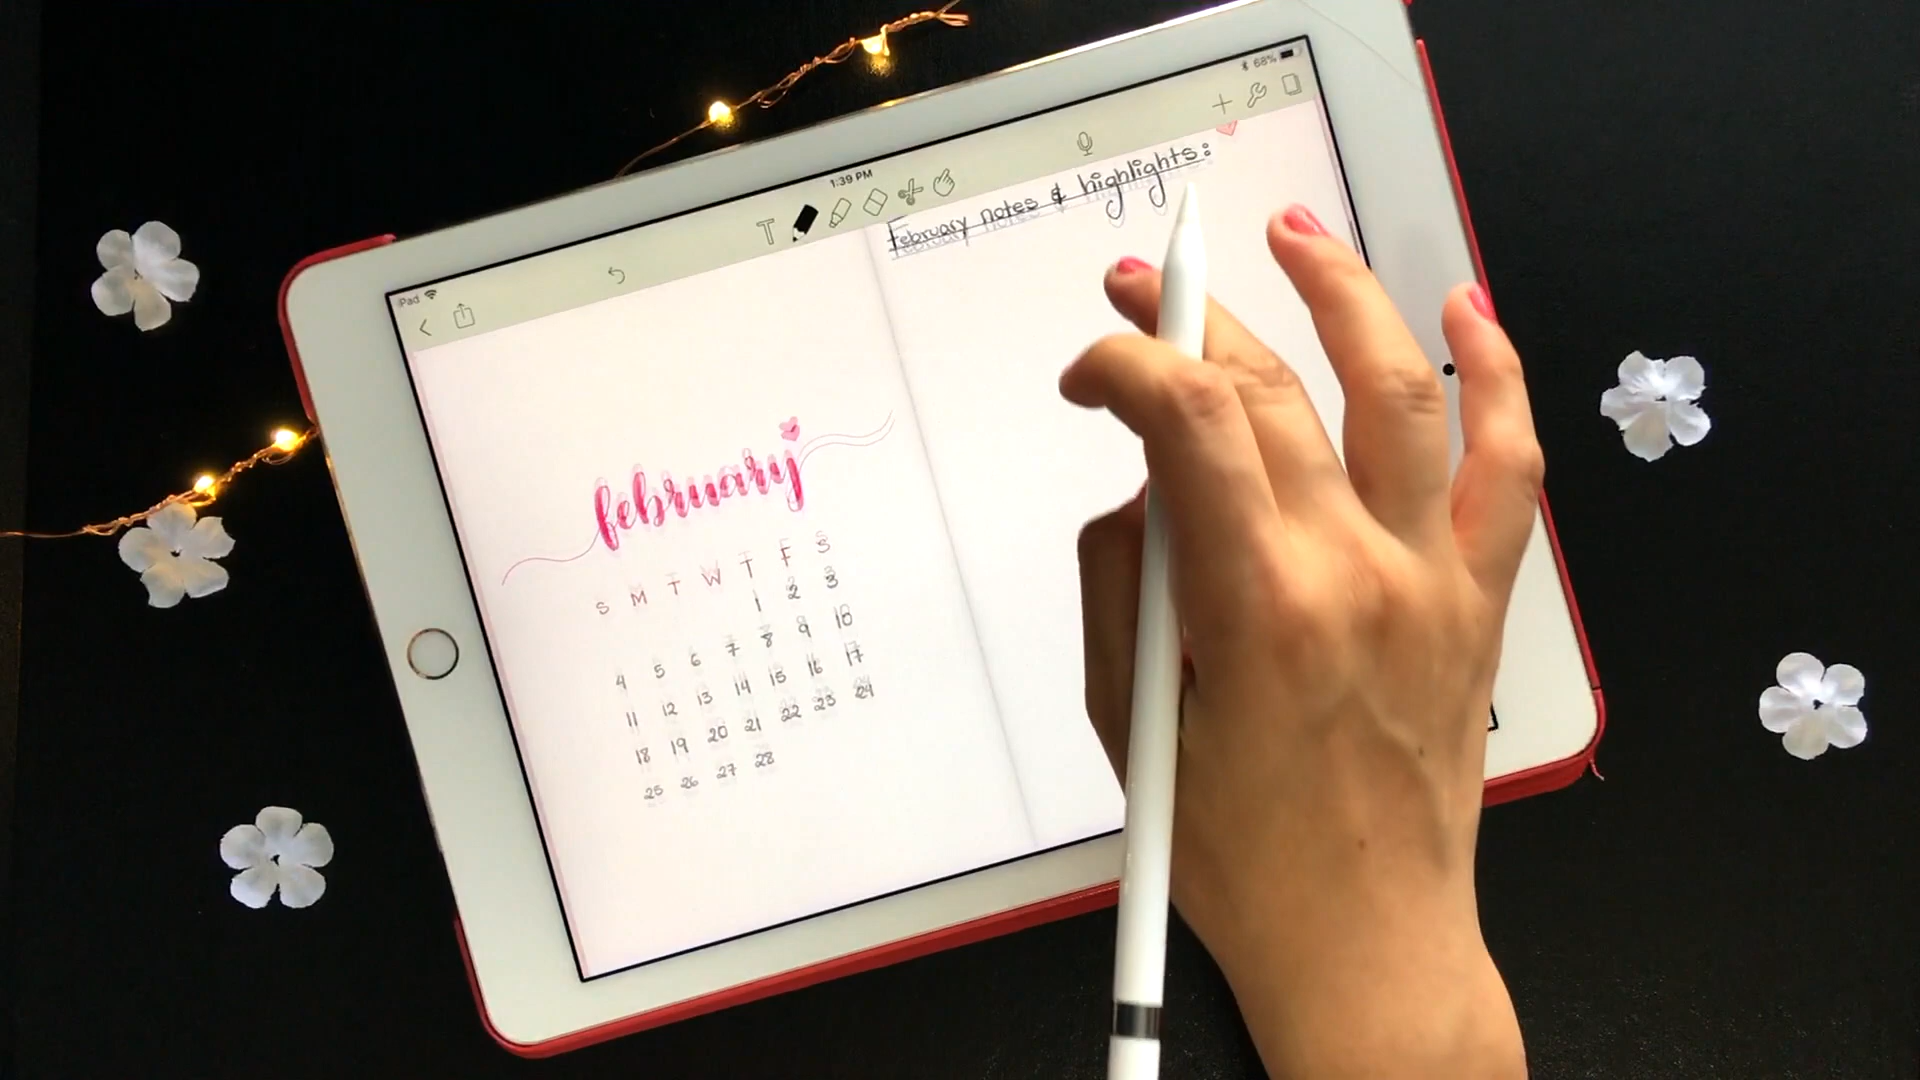 iPad
1:39 PM
68%
T
February notes & highlights:
february
S M T W T F S
1 2 3
4 5 6 7 8 9 10
11 12 13 14 15 16 17
18 19 20 21 22 23 24
25 26 27 28